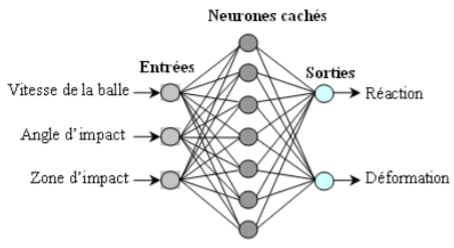 Neurones cachés
Entrées
Sorties
Vitesse de la balle
Réaction
Angle d'impact
Zone d'impact
Déformation